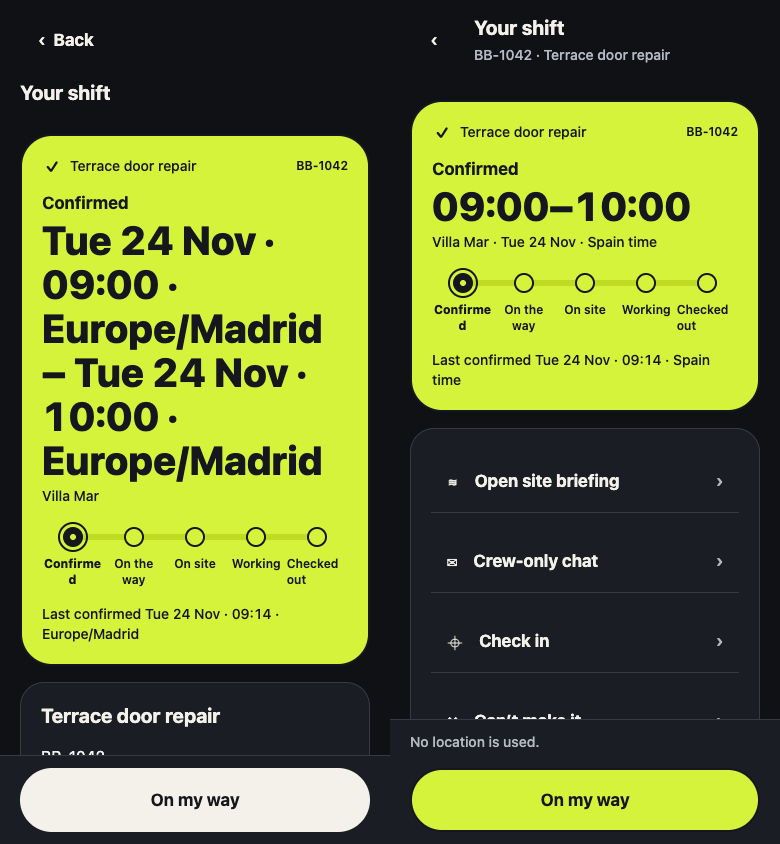 ‹ Back
Your shift
Terrace door repair
BB-1042
Confirmed
Tue 24 Nov ·
09:00 ·
Europe/Madrid
– Tue 24 Nov ·
10:00 ·
Europe/Madrid
Villa Mar
Confirme
d
On the
way
On site
Working
Checked
out
Last confirmed Tue 24 Nov · 09:14 ·
Europe/Madrid
Terrace door repair
BB-1042
On my way
‹
Your shift
BB-1042 · Terrace door repair
Terrace door repair
BB-1042
Confirmed
09:00–10:00
Villa Mar · Tue 24 Nov · Spain time
Confirme
d
On the
way
On site
Working
Checked
out
Last confirmed Tue 24 Nov · 09:14 · Spain
time
Open site briefing ›
Crew-only chat ›
Check in ›
Can't make it
No location is used.
On my way